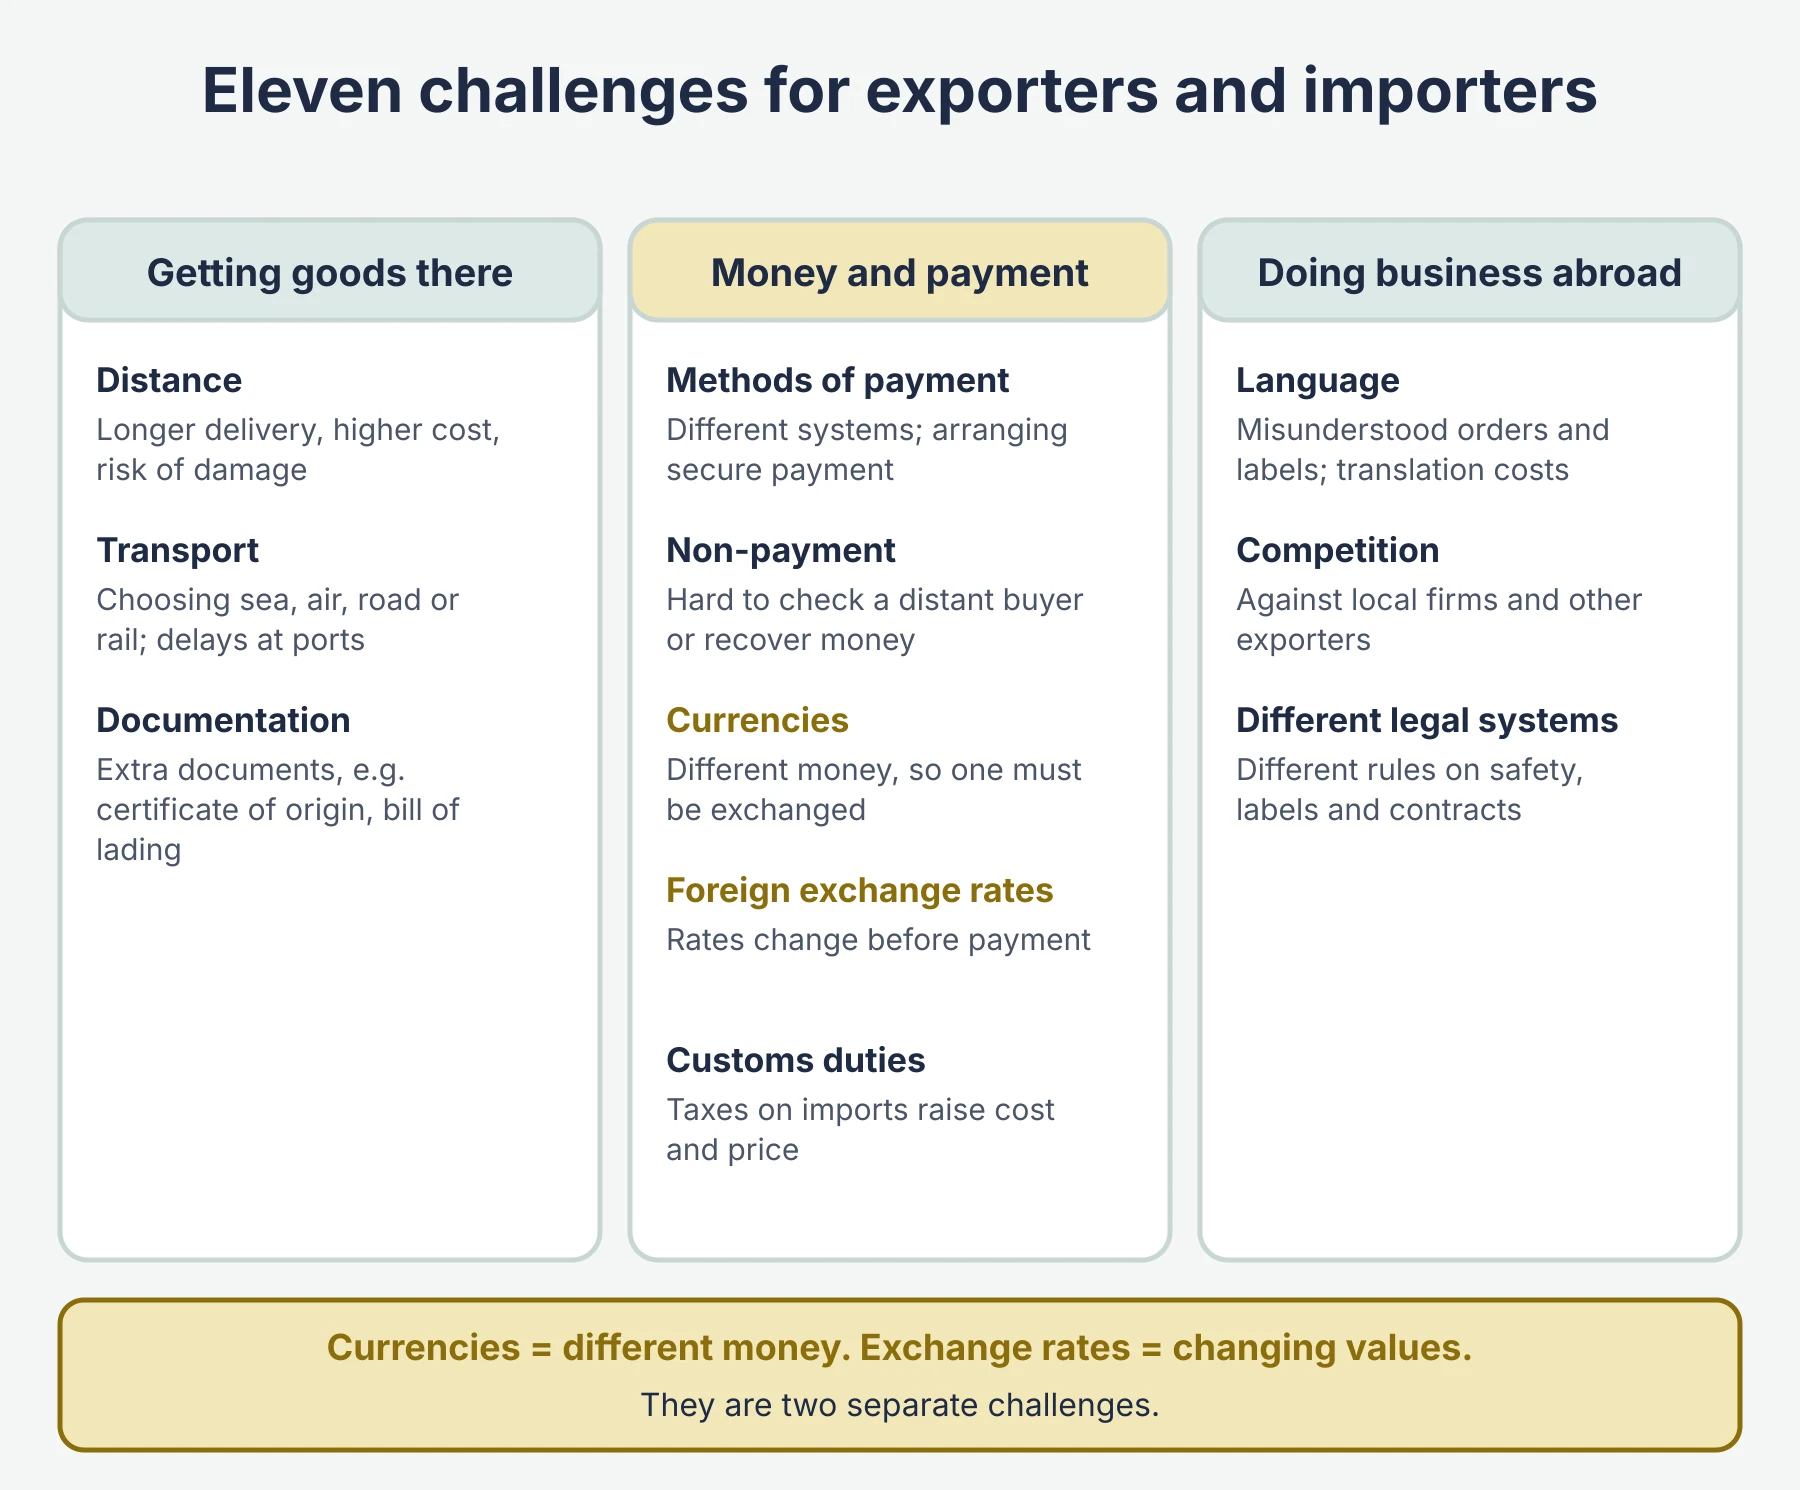 Eleven challenges for exporters and importers
Getting goods there
Distance
Longer delivery, higher cost,
risk of damage
Transport
Choosing sea, air, road or
rail; delays at ports
Documentation
Extra documents, e.g.
certificate of origin, bill of
lading
Money and payment
Methods of payment
Different systems; arranging
secure payment
Non-payment
Hard to check a distant buyer
or recover money
Currencies
Different money, so one must
be exchanged
Foreign exchange rates
Rates change before payment
Customs duties
Taxes on imports raise cost
and price
Doing business abroad
Language
Misunderstood orders and
labels; translation costs
Competition
Against local firms and other
exporters
Different legal systems
Different rules on safety,
labels and contracts
Currencies = different money. Exchange rates = changing values.
They are two separate challenges.